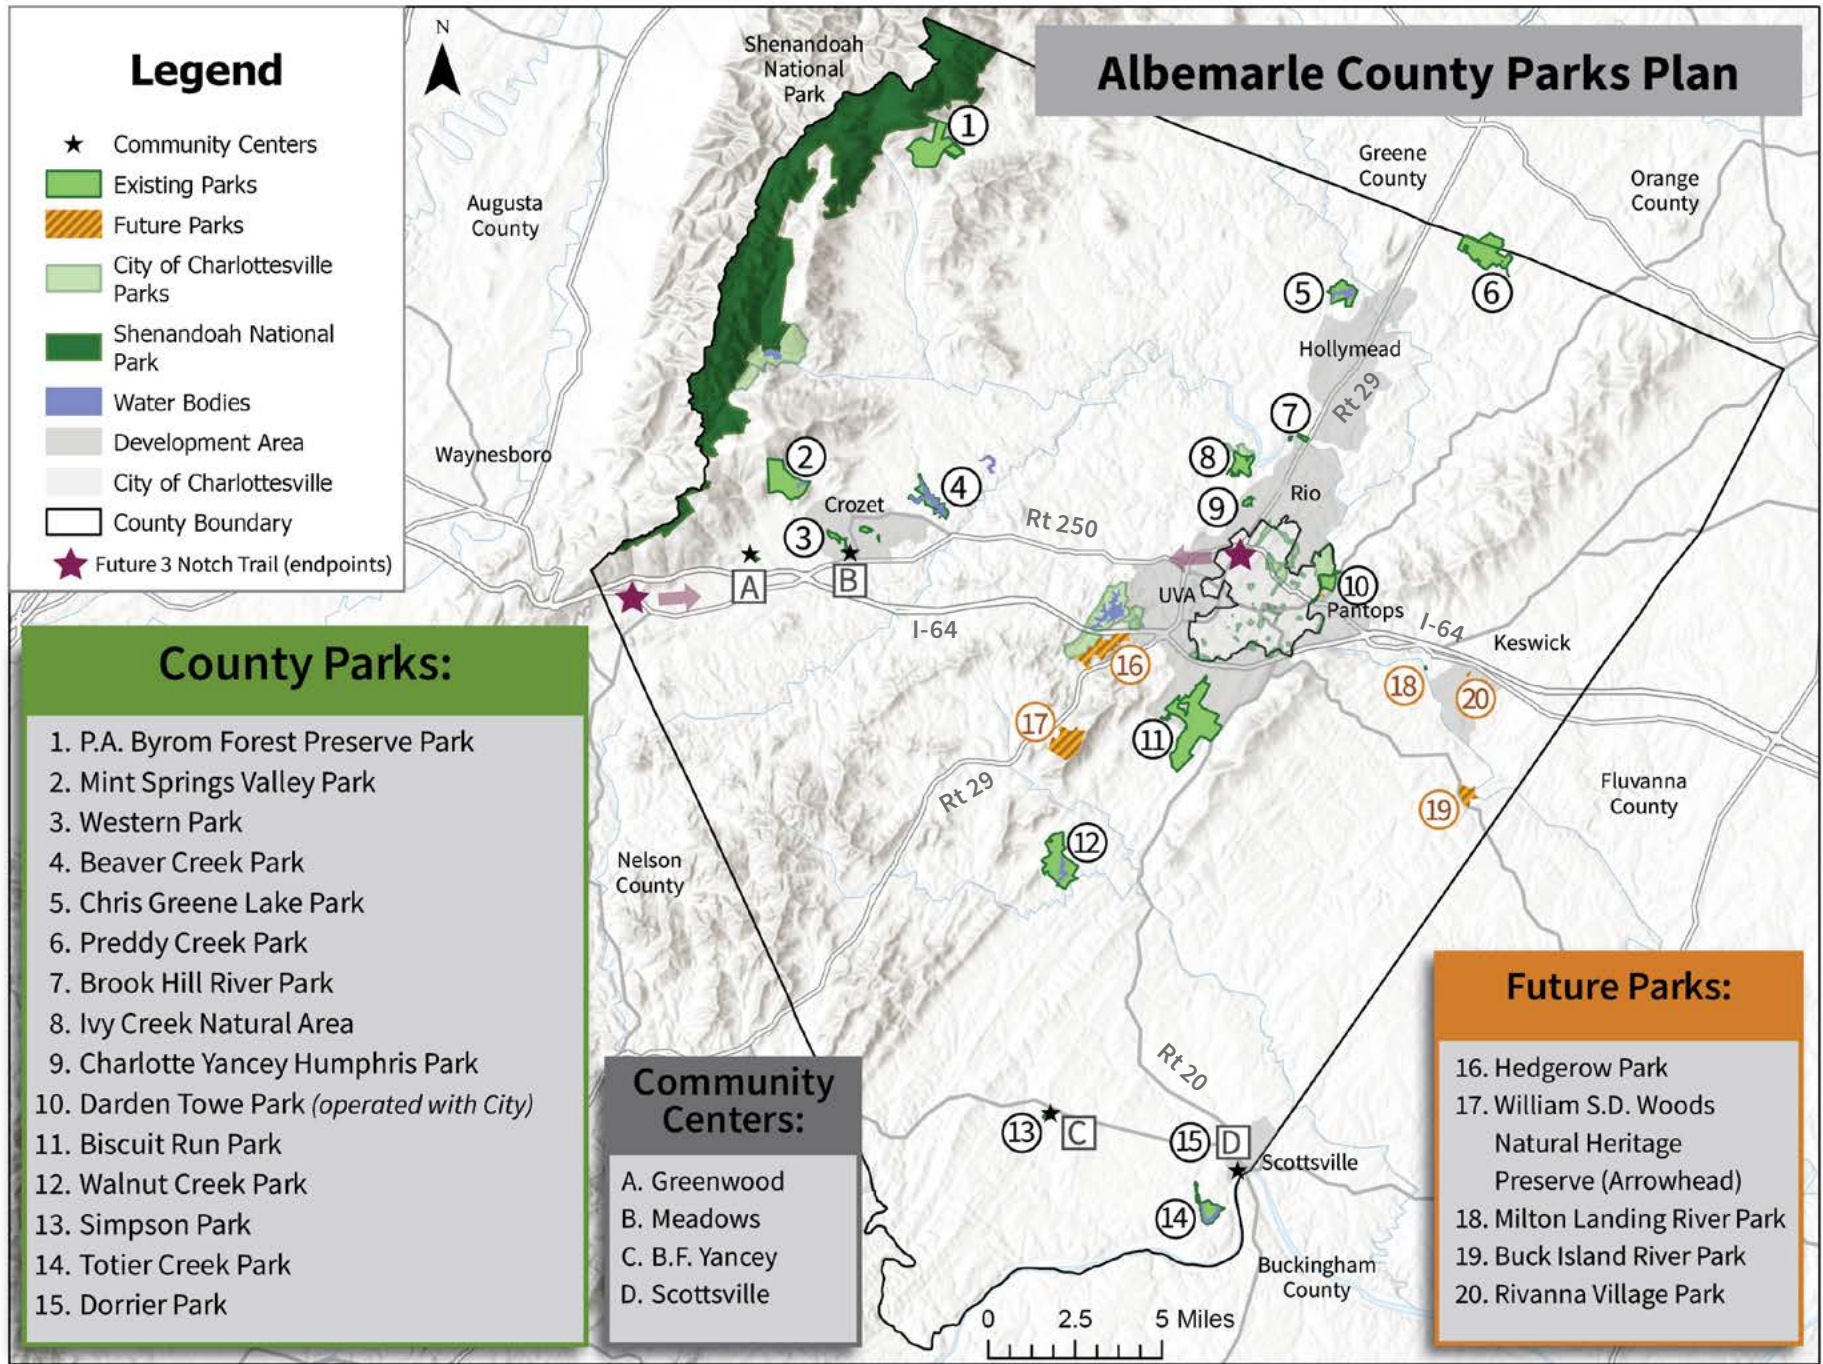 Albemarle County Parks Plan
Legend
Community Centers
Existing Parks
Future Parks
City of Charlottesville
Parks
Shenandoah National
Park
Water Bodies
Development Area
City of Charlottesville
County Boundary
Future 3 Notch Trail (endpoints)
N
Shenandoah
National
Park
Augusta
County
Waynesboro
Greene
County
Orange
County
1
2
3
4
5
6
7
8
9
10
11
12
13
14
15
16
17
18
19
20
A
B
C
D
Hollymead
Rt 29
Rio
Crozet
Rt 250
UVA
Pantops
I-64
I-64
Keswick
Rt 29
Fluvanna
County
Nelson
County
Rt 20
Scottsville
Buckingham
County
0 2.5 5 Miles
County Parks:
1. P.A. Byrom Forest Preserve Park
2. Mint Springs Valley Park
3. Western Park
4. Beaver Creek Park
5. Chris Greene Lake Park
6. Preddy Creek Park
7. Brook Hill River Park
8. Ivy Creek Natural Area
9. Charlotte Yancey Humphris Park
10. Darden Towe Park (operated with City)
11. Biscuit Run Park
12. Walnut Creek Park
13. Simpson Park
14. Totier Creek Park
15. Dorrier Park
Community
Centers:
A. Greenwood
B. Meadows
C. B.F. Yancey
D. Scottsville
Future Parks:
16. Hedgerow Park
17. William S.D. Woods
Natural Heritage
Preserve (Arrowhead)
18. Milton Landing River Park
19. Buck Island River Park
20. Rivanna Village Park